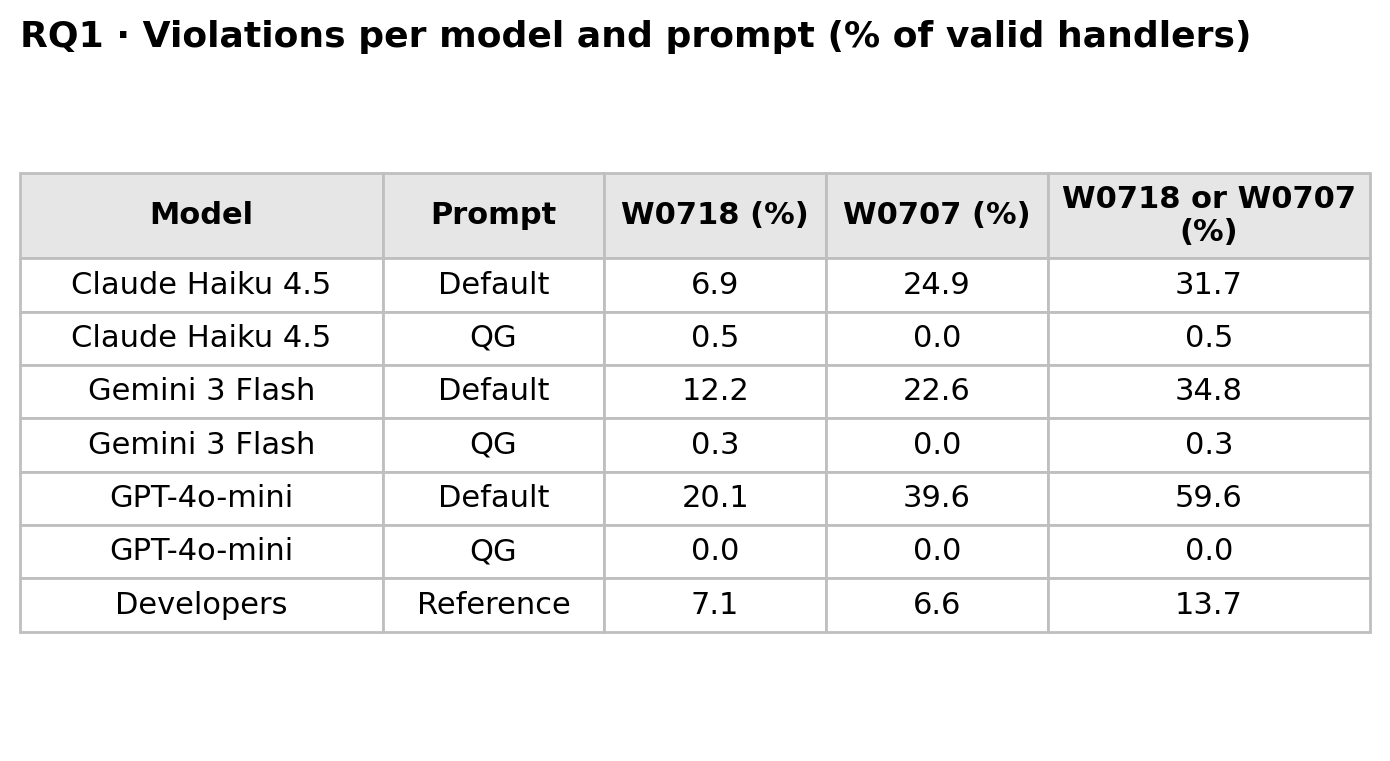 RQ1 · Violations per model and prompt (% of valid handlers)
Model Prompt W0718 (%) W0707 (%) W0718 or W0707 (%)
Claude Haiku 4.5 Default 6.9 24.9 31.7
Claude Haiku 4.5 QG 0.5 0.0 0.5
Gemini 3 Flash Default 12.2 22.6 34.8
Gemini 3 Flash QG 0.3 0.0 0.3
GPT-4o-mini Default 20.1 39.6 59.6
GPT-4o-mini QG 0.0 0.0 0.0
Developers Reference 7.1 6.6 13.7